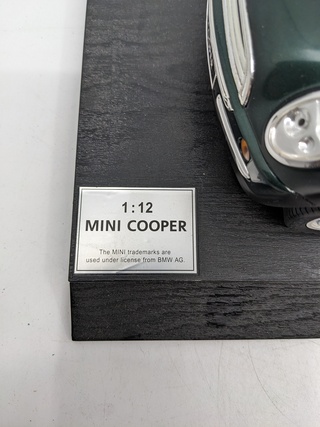 1:12
MINI COOPER
The MINI trademarks are
used under license from BMW AG.